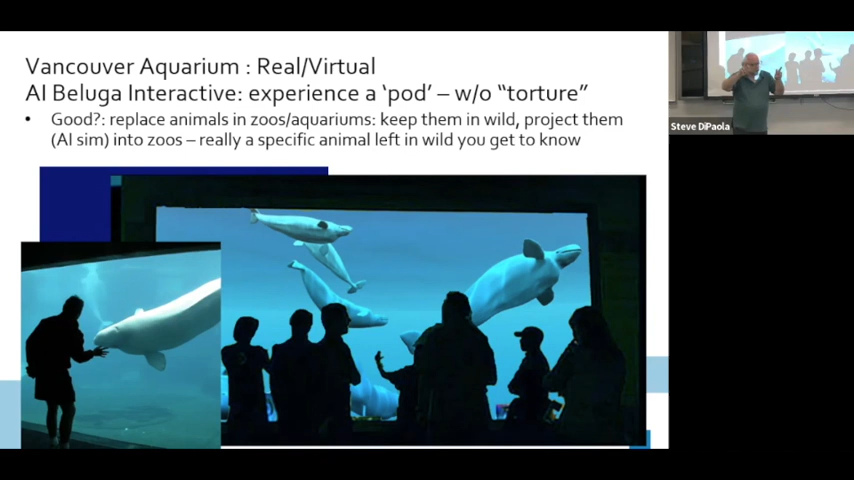 Vancouver Aquarium : Real/Virtual
AI Beluga Interactive: experience a ‘pod’ – w/o “torture”
• Good?: replace animals in zoos/aquariums: keep them in wild, project them
(AI sim) into zoos – really a specific animal left in wild you get to know
Steve DiPaola